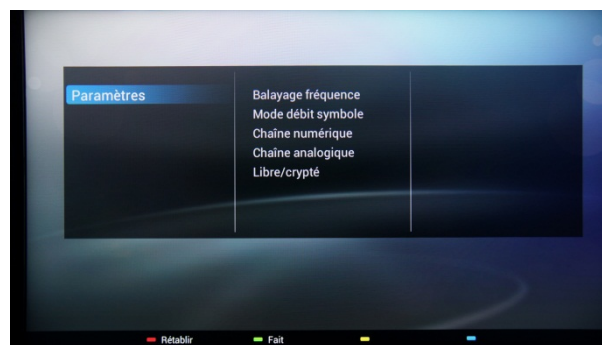 Paramètres
Balayage fréquence
Mode débit symbole
Chaîne numérique
Chaîne analogique
Libre/crypté
Rétablir
Fait